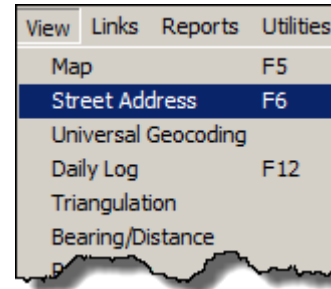 View Links Reports Utilities
Map F5
Street Address F6
Universal Geocoding
Daily Log F12
Triangulation
Bearing/Distance